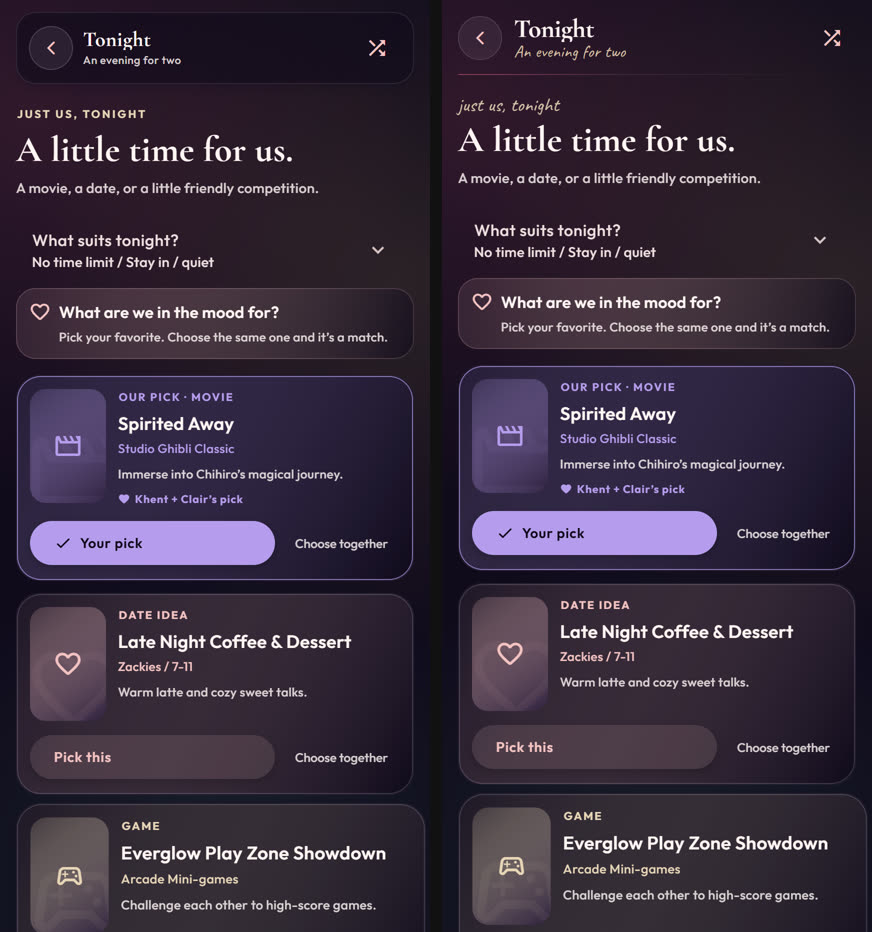 Tonight
An evening for two
JUST US, TONIGHT
A little time for us.
A movie, a date, or a little friendly competition.
What suits tonight?
No time limit / Stay in / quiet
What are we in the mood for?
Pick your favorite. Choose the same one and it's a match.
OUR PICK · MOVIE
Spirited Away
Studio Ghibli Classic
Immerse into Chihiro's magical journey.
Khent + Clair's pick
Your pick
Choose together
DATE IDEA
Late Night Coffee & Dessert
Zackies / 7-11
Warm latte and cozy sweet talks.
Pick this
Choose together
GAME
Everglow Play Zone Showdown
Arcade Mini-games
Challenge each other to high-score games.
Tonight
An evening for two
just us, tonight
A little time for us.
A movie, a date, or a little friendly competition.
What suits tonight?
No time limit / Stay in / quiet
What are we in the mood for?
Pick your favorite. Choose the same one and it's a match.
OUR PICK · MOVIE
Spirited Away
Studio Ghibli Classic
Immerse into Chihiro's magical journey.
Khent + Clair's pick
Your pick
Choose together
DATE IDEA
Late Night Coffee & Dessert
Zackies / 7-11
Warm latte and cozy sweet talks.
Pick this
Choose together
GAME
Everglow Play Zone Showdown
Arcade Mini-games
Challenge each other to high-score games.